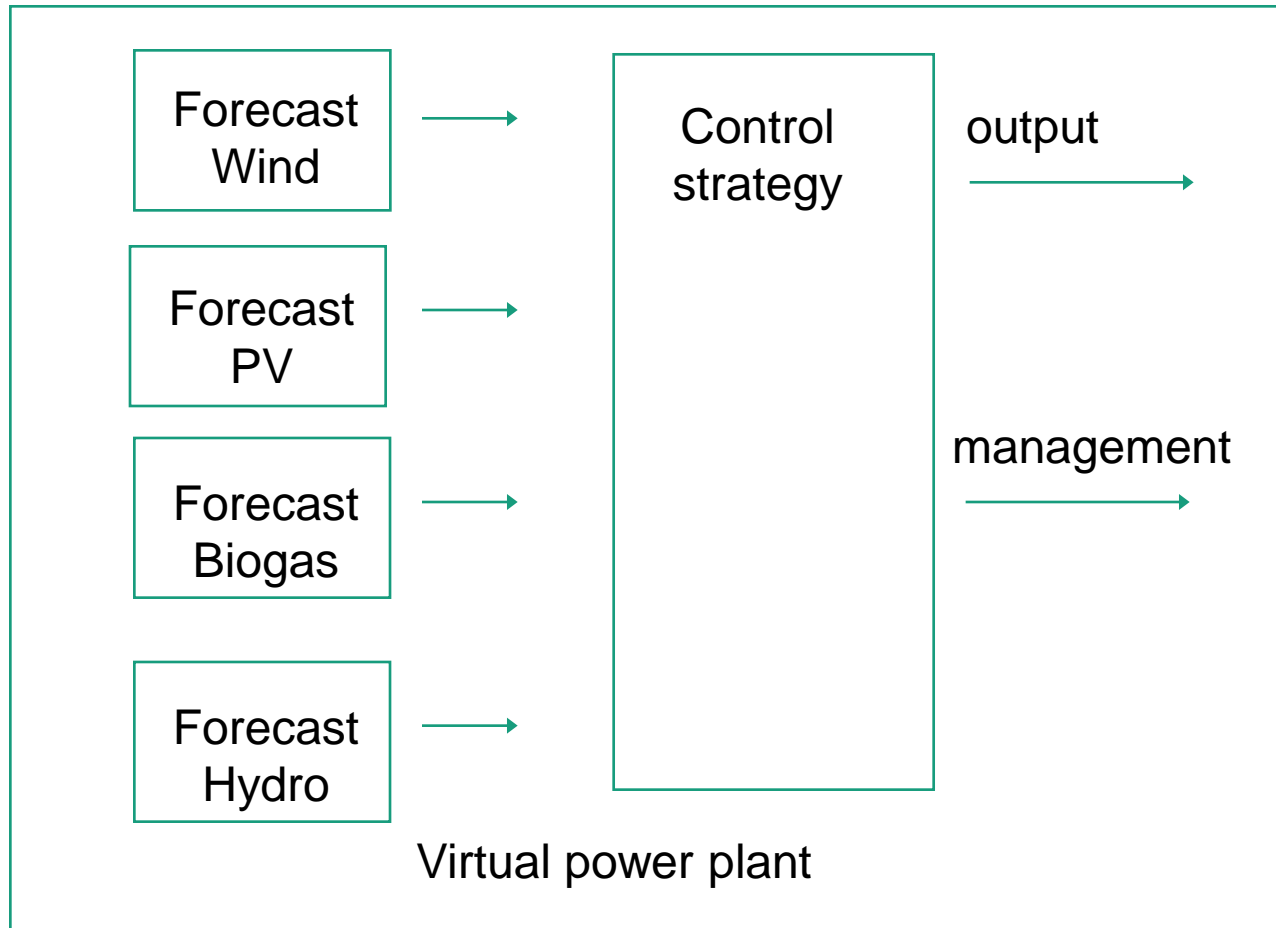 Forecast
Wind
Forecast
PV
Forecast
Biogas
Forecast
Hydro
Control
strategy
output
management
Virtual power plant